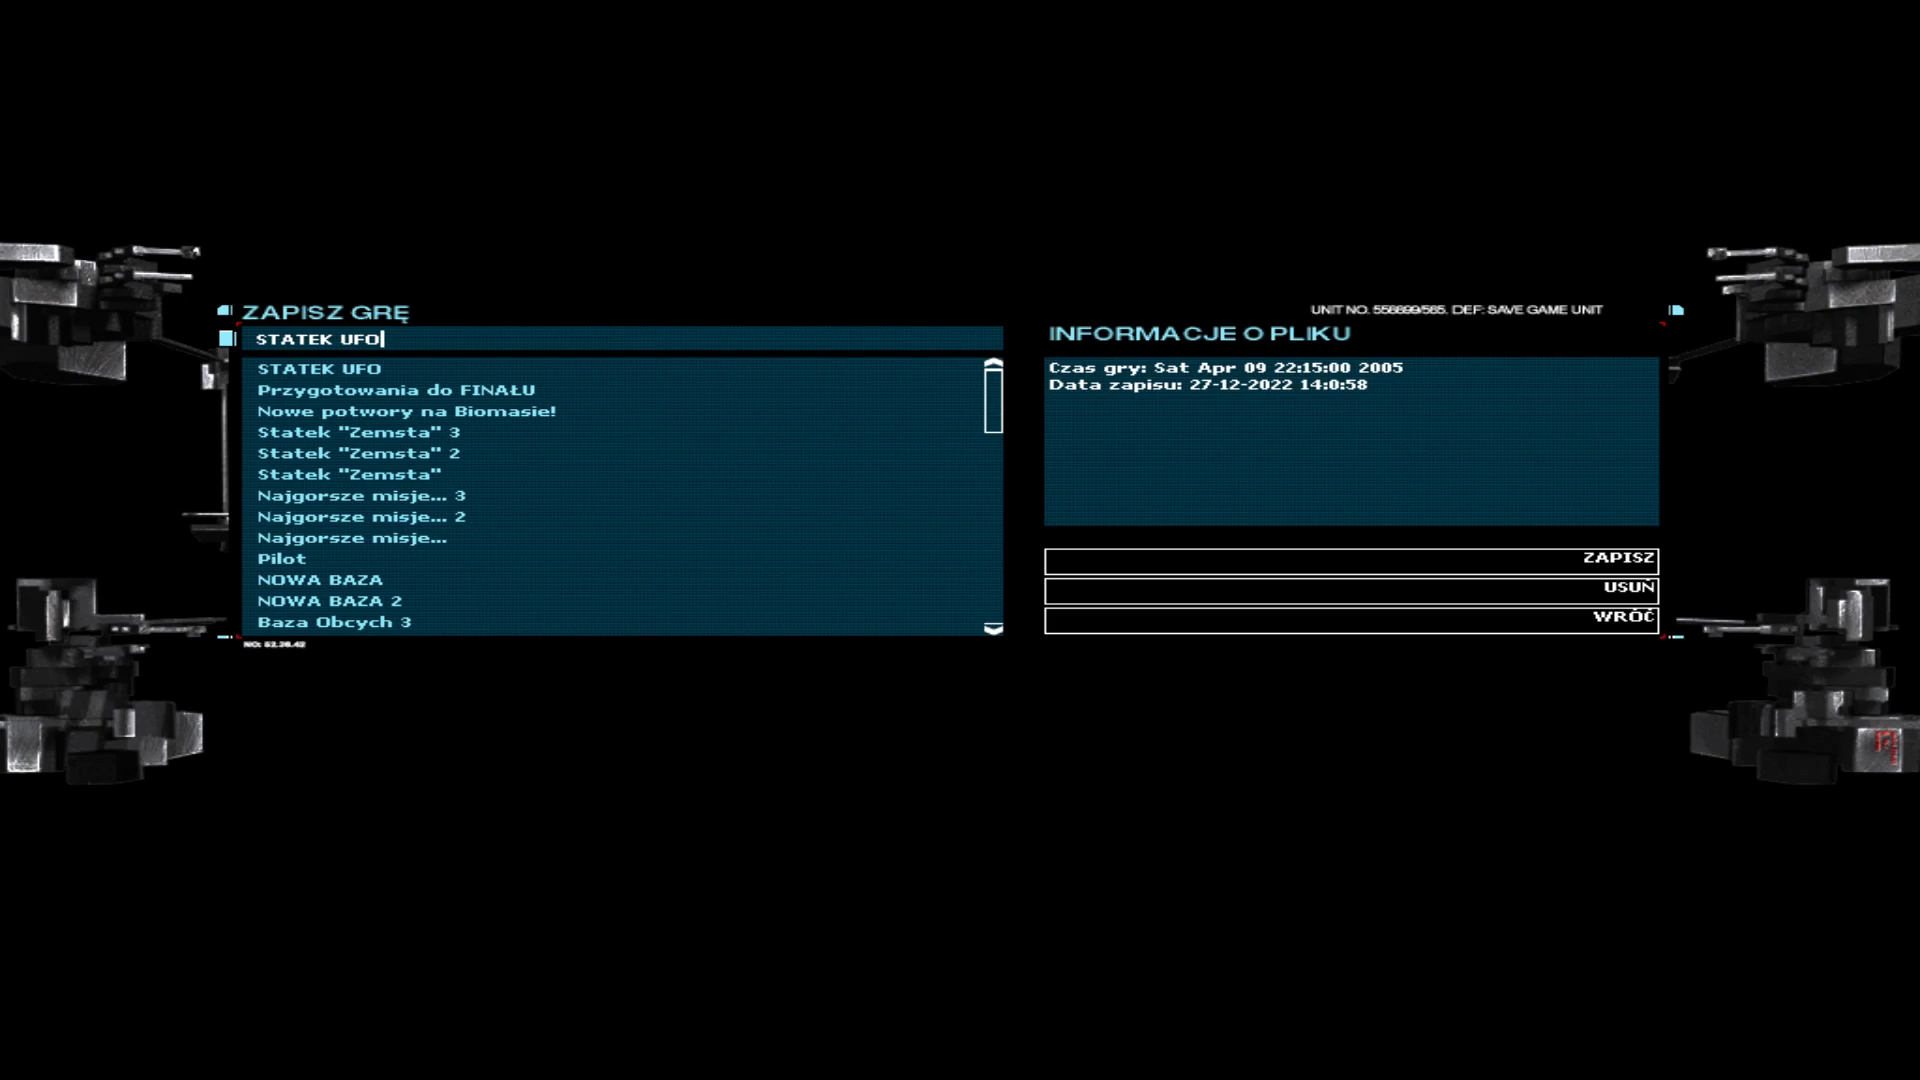 ZAPISZ GRĘ
UNIT NO. 558899/565. DEF: SAVE GAME UNIT
STATEK UFO
INFORMACJE O PLIKU
STATEK UFO
Przygotowania do FINAŁU
Nowe potwory na Biomasie!
Statek "Zemsta" 3
Statek "Zemsta" 2
Statek "Zemsta"
Najgorsze misje... 3
Najgorsze misje... 2
Najgorsze misje...
Pilot
NOWA BAZA
NOWA BAZA 2
Baza Obcych 3
Czas gry: Sat Apr 09 22:15:00 2005
Data zapisu: 27-12-2022 14:0:58
ZAPISZ
USUŃ
WRÓĆ